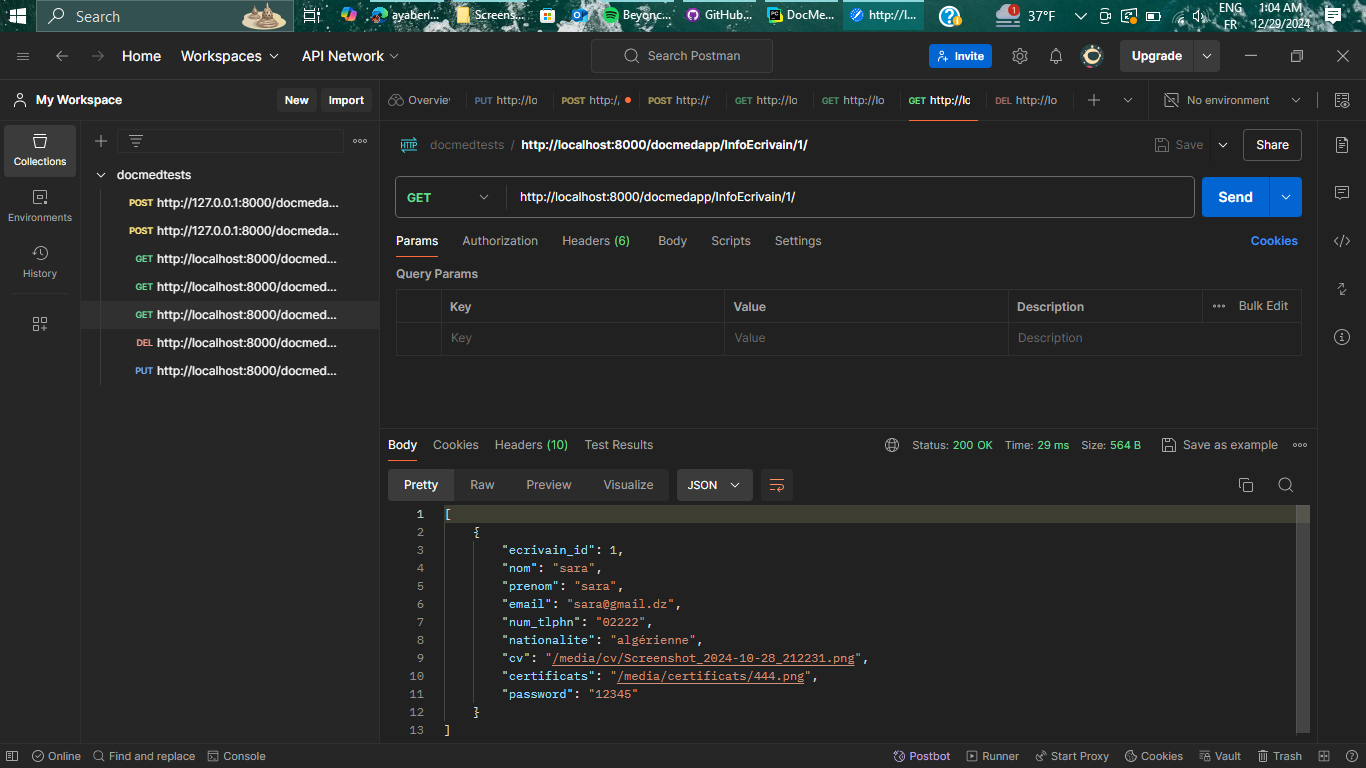 Search
ayaben...
Screens...
Beyonc...
GitHub...
DocMe...
http://l...
1
37°F
ENG
FR
1:04 AM
12/29/2024
Home
Workspaces
API Network
Search Postman
Invite
Upgrade
My Workspace
New
Import
Overvie
PUT http://lo
POST http:/,
POST http://'
GET http://lo
GET http://lo
GET http://lo
DEL http://lo
No environment
Collections
Environments
History
docmedtests
POST http://127.0.0.1:8000/docmeda...
POST http://127.0.0.1:8000/docmeda...
GET http://localhost:8000/docmed...
GET http://localhost:8000/docmed...
GET http://localhost:8000/docmed...
DEL http://localhost:8000/docmed...
PUT http://localhost:8000/docmed...
HTTP docmedtests / http://localhost:8000/docmedapp/InfoEcrivain/1/
Save
Share
GET http://localhost:8000/docmedapp/InfoEcrivain/1/
Send
Params Authorization Headers (6) Body Scripts Settings Cookies
Query Params
Key Value Description Bulk Edit
Key Value Description
Body Cookies Headers (10) Test Results Status: 200 OK Time: 29 ms Size: 564 B Save as example
Pretty Raw Preview Visualize JSON
1 [
2 {
3 "ecrivain_id": 1,
4 "nom": "sara",
5 "prenom": "sara",
6 "email": "sara@gmail.dz",
7 "num_tlphn": "02222",
8 "nationalite": "algérienne",
9 "cv": "/media/cv/Screenshot_2024-10-28_212231.png",
10 "certificats": "/media/certificats/444.png",
11 "password": "12345"
12 }
13 ]
Online Find and replace Console Postbot Runner Start Proxy Cookies Vault Trash